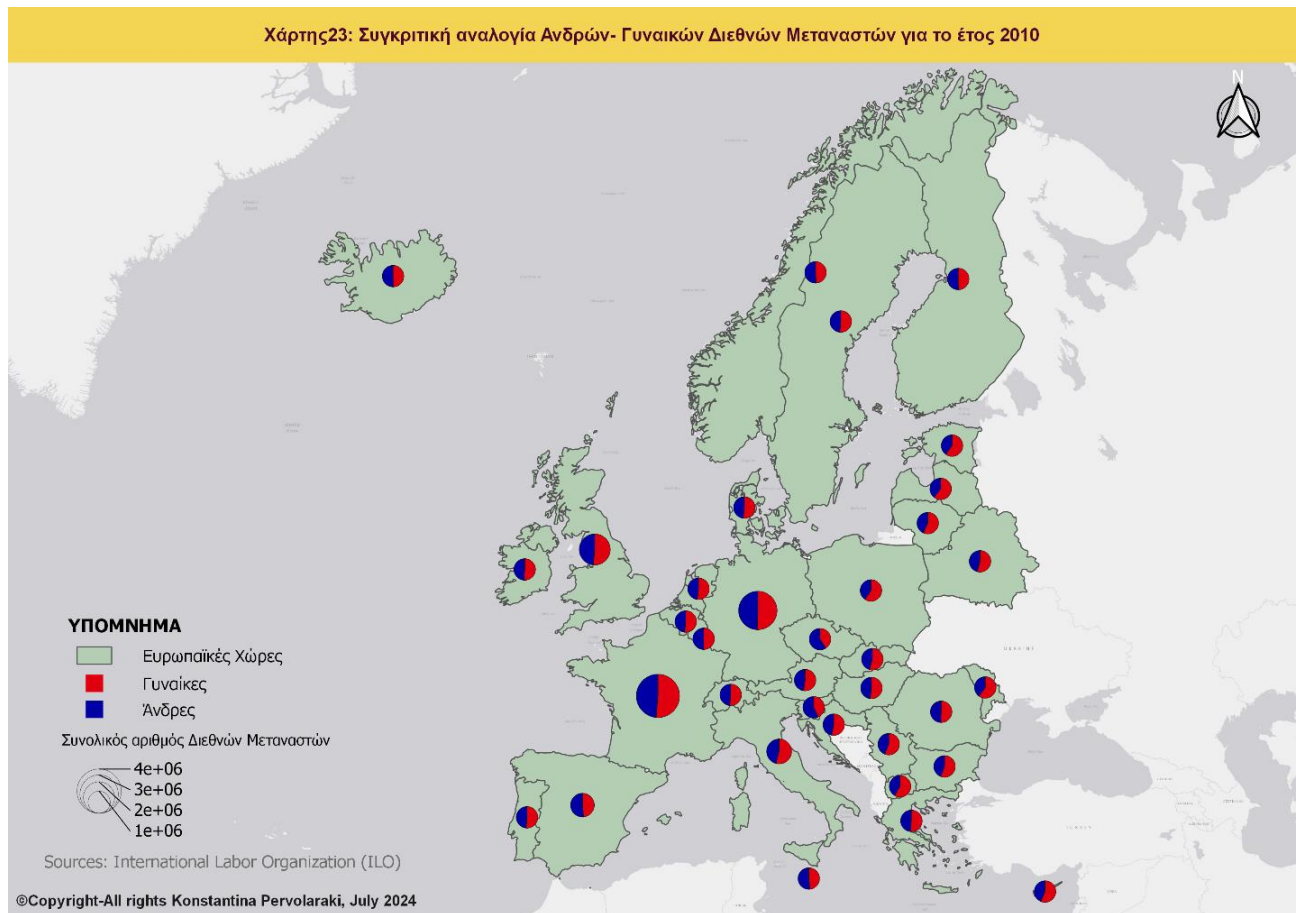 Χάρτης23: Συγκριτική αναλογία Ανδρών- Γυναικών Διεθνών Μεταναστών για το έτος 2010
N
ΥΠΟΜΝΗΜΑ
Ευρωπαϊκές Χώρες
Γυναίκες
Άνδρες
Συνολικός αριθμός Διεθνών Μεταναστών
4e+06
3e+06
2e+06
1e+06
Sources: International Labor Organization (ILO)
©Copyright-All rights Konstantina Pervolaraki, July 2024